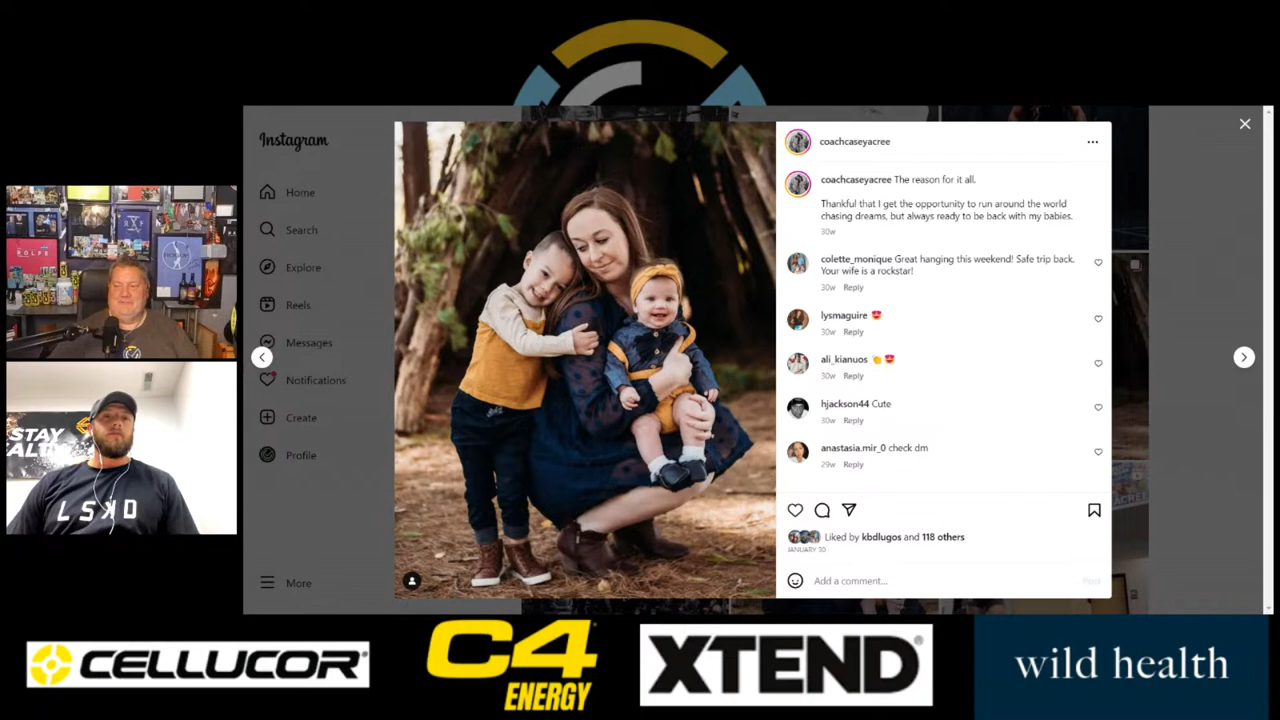 Instagram
Home
Search
Explore
Reels
Messages
Notifications
Create
Profile
More
ROLFE
STAY
LSKD
coachcaseyacree
coachcaseyacree The reason for it all.
Thankful that I get the opportunity to run around the world
chasing dreams, but always ready to be back with my babies.
30w
colette_monique Great hanging this weekend! Safe trip back.
Your wife is a rockstar!
30w Reply
lysmaguire 😍
30w Reply
ali_kianuos 👏😍
30w Reply
hjackson44 Cute
30w Reply
anastasia.mir_0 check dm
29w Reply
Liked by kbdlugos and 118 others
JANUARY 30
Add a comment...
Post
CELLUCOR
C4
ENERGY
XTEND
wild health